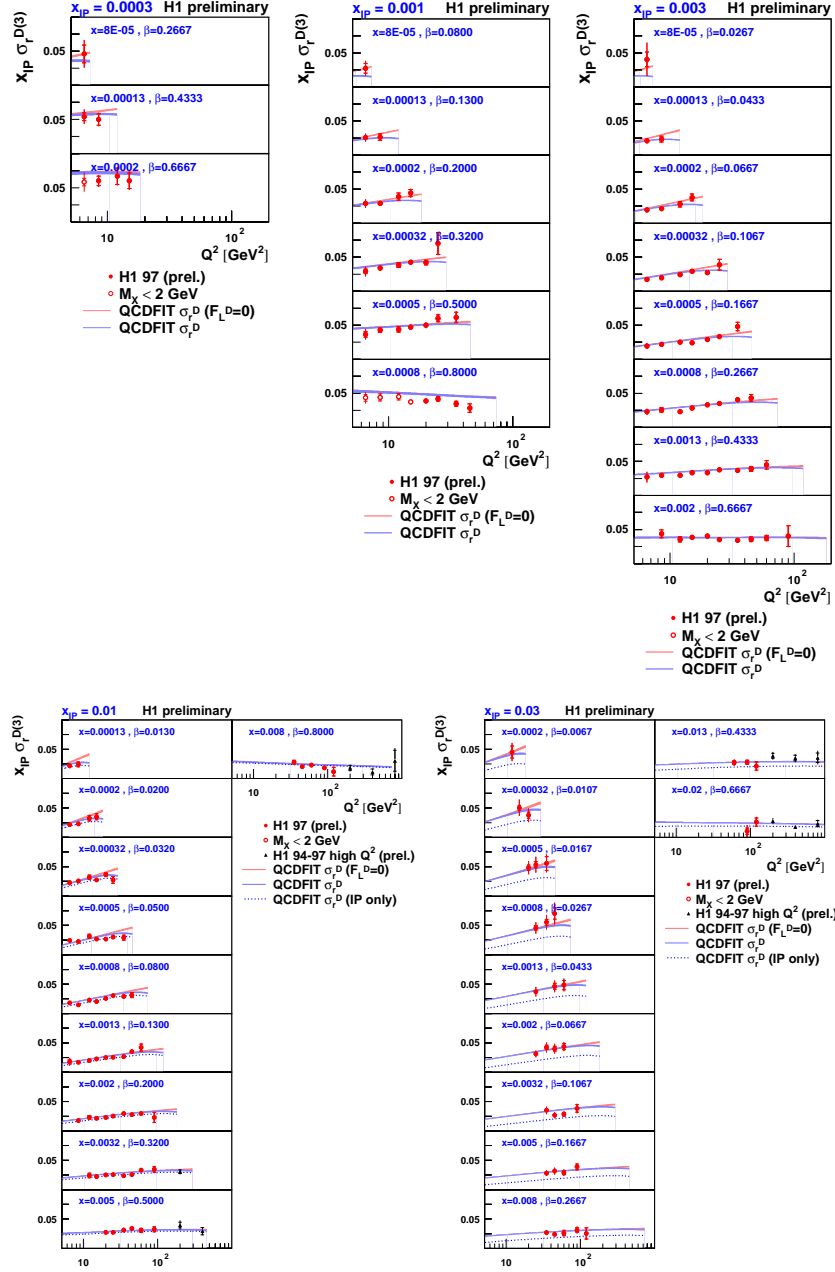 x_IP = 0.0003 H1 preliminary
x_IP σ_r^D(3)
x=8E-05 , β=0.2667
0.05
x=0.00013 , β=0.4333
x=0.0002 , β=0.6667
0.05
10
10^2
Q^2 [GeV^2]
H1 97 (prel.)
M_X < 2 GeV
QCDFIT σ_r^D (F_L^D=0)
QCDFIT σ_r^D
x_IP = 0.001 H1 preliminary
x_IP σ_r^D(3)
x=8E-05 , β=0.0800
0.05
x=0.00013 , β=0.1300
x=0.0002 , β=0.2000
0.05
x=0.00032 , β=0.3200
x=0.0005 , β=0.5000
0.05
x=0.0008 , β=0.8000
0.05
10
10^2
Q^2 [GeV^2]
H1 97 (prel.)
M_X < 2 GeV
QCDFIT σ_r^D (F_L^D=0)
QCDFIT σ_r^D
x_IP = 0.003 H1 preliminary
x_IP σ_r^D(3)
x=8E-05 , β=0.0267
0.05
x=0.00013 , β=0.0433
x=0.0002 , β=0.0667
0.05
x=0.00032 , β=0.1067
x=0.0005 , β=0.1667
0.05
x=0.0008 , β=0.2667
0.05
x=0.0013 , β=0.4333
x=0.002 , β=0.6667
0.05
10
10^2
Q^2 [GeV^2]
H1 97 (prel.)
M_X < 2 GeV
QCDFIT σ_r^D (F_L^D=0)
QCDFIT σ_r^D
x_IP = 0.01 H1 preliminary
x_IP σ_r^D(3)
x=0.00013 , β=0.0130
0.05
x=0.0002 , β=0.0200
0.05
x=0.00032 , β=0.0320
0.05
x=0.0005 , β=0.0500
0.05
x=0.0008 , β=0.0800
0.05
x=0.0013 , β=0.1300
0.05
x=0.002 , β=0.2000
0.05
x=0.0032 , β=0.3200
0.05
x=0.005 , β=0.5000
0.05
10
10^2
x=0.008 , β=0.8000
10
10^2
Q^2 [GeV^2]
H1 97 (prel.)
M_X < 2 GeV
H1 94-97 high Q^2 (prel.)
QCDFIT σ_r^D (F_L^D=0)
QCDFIT σ_r^D
QCDFIT σ_r^D (IP only)
x_IP = 0.03 H1 preliminary
x_IP σ_r^D(3)
x=0.0002 , β=0.0067
0.05
x=0.00032 , β=0.0107
0.05
x=0.0005 , β=0.0167
0.05
x=0.0008 , β=0.0267
0.05
x=0.0013 , β=0.0433
0.05
x=0.002 , β=0.0667
0.05
x=0.0032 , β=0.1067
0.05
x=0.005 , β=0.1667
0.05
x=0.008 , β=0.2667
0.05
10
10^2
x=0.013 , β=0.4333
x=0.02 , β=0.6667
10
10^2
Q^2 [GeV^2]
H1 97 (prel.)
M_X < 2 GeV
H1 94-97 high Q^2 (prel.)
QCDFIT σ_r^D (F_L^D=0)
QCDFIT σ_r^D
QCDFIT σ_r^D (IP only)